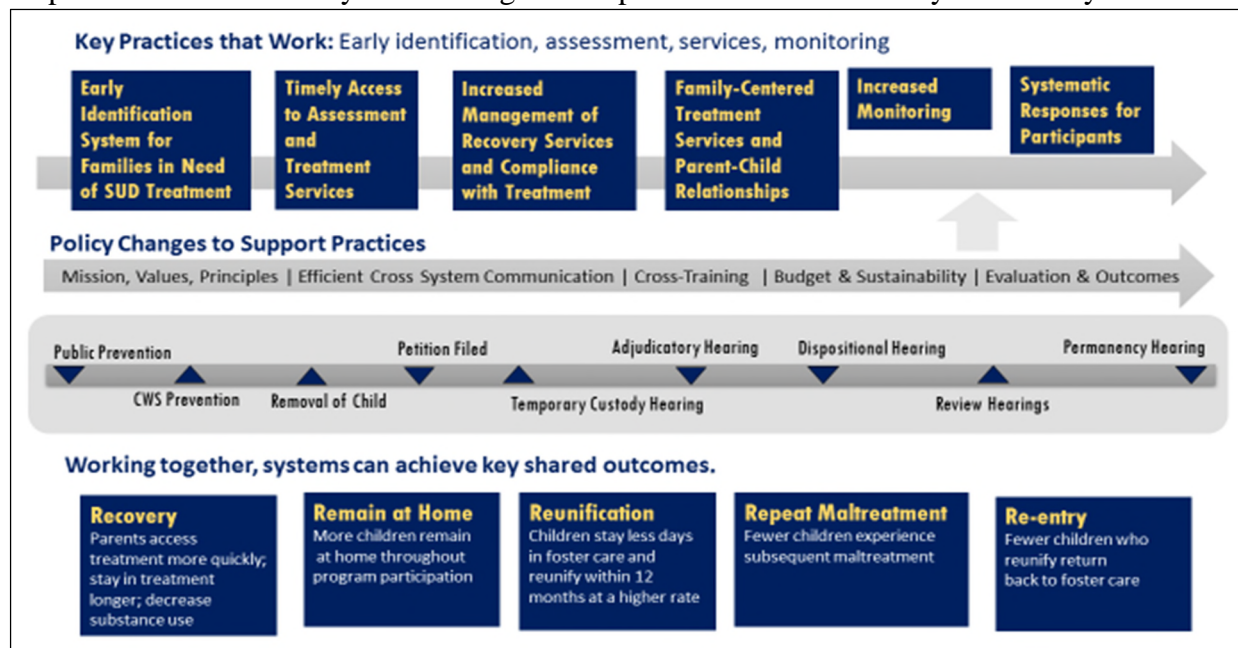 Key Practices that Work: Early identification, assessment, services, monitoring
Early
Identification
System for
Families in Need
of SUD Treatment
Timely Access
to Assessment
and
Treatment
Services
Increased
Management of
Recovery Services
and Compliance
with Treatment
Family-Centered
Treatment
Services and
Parent-Child
Relationships
Increased
Monitoring
Systematic
Responses for
Participants
Policy Changes to Support Practices
Mission, Values, Principles | Efficient Cross System Communication | Cross-Training | Budget & Sustainability | Evaluation & Outcomes
Public Prevention
CWS Prevention
Removal of Child
Petition Filed
Temporary Custody Hearing
Adjudicatory Hearing
Dispositional Hearing
Review Hearings
Permanency Hearing
Working together, systems can achieve key shared outcomes.
Recovery
Parents access
treatment more quickly;
stay in treatment
longer; decrease
substance use
Remain at Home
More children remain
at home throughout
program participation
Reunification
Children stay less days
in foster care and
reunify within 12
months at a higher rate
Repeat Maltreatment
Fewer children experience
subsequent maltreatment
Re-entry
Fewer children who
reunify return
back to foster care